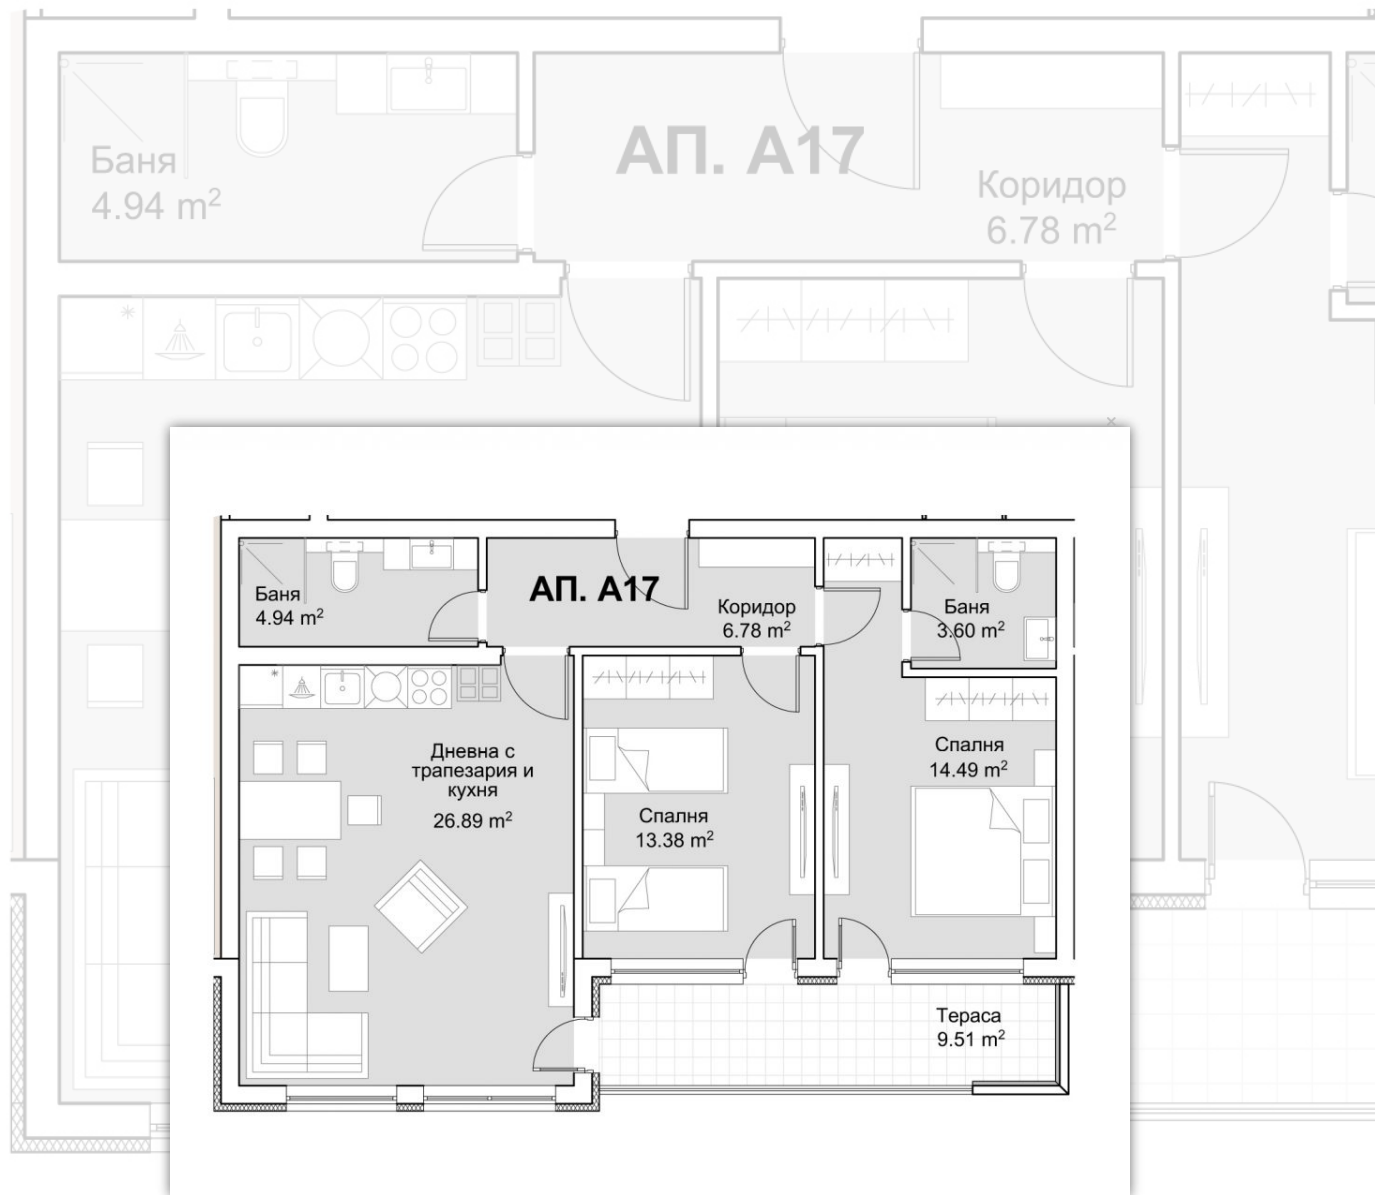 Баня
4.94 m²
АП. А17
Коридор
6.78 m²
Баня
4.94 m²
АП. А17
Коридор
6.78 m²
Баня
3.60 m²
Дневна с
трапезария и
кухня
26.89 m²
Спалня
13.38 m²
Спалня
14.49 m²
Тераса
9.51 m²